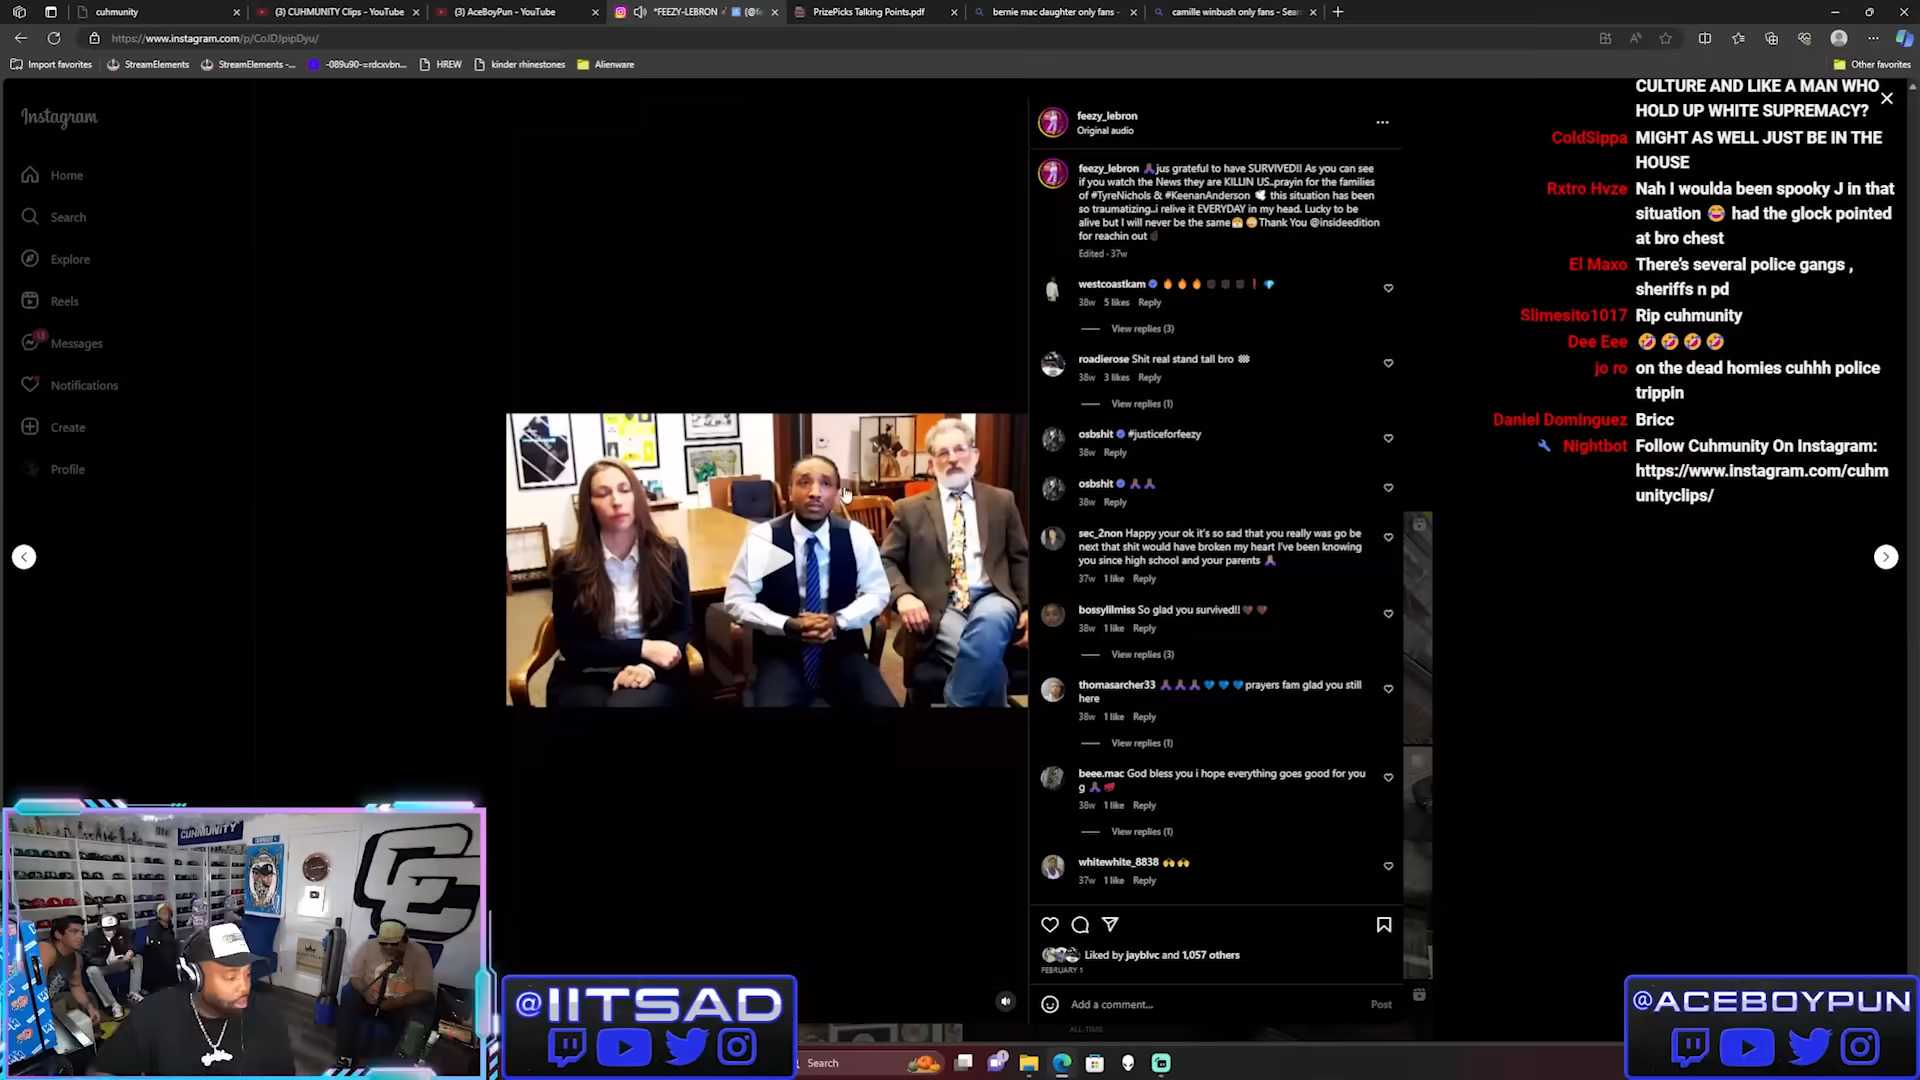 cuhmunity
CUHMUNITY Clips - YouTube
(3) AceBoyPun - YouTube
*FEEZY-LEBRON
PrizePicks Talking Points.pdf
bernie mac daughter only fans -
camille winbush only fans - Sear
https://www.instagram.com/p/CoJDJpipDyu/
Import favorites
StreamElements
StreamElements -...
-089u90-=rdcxvbn...
HREW
kinder rhinestones
Alienware
Other favorites
Instagram
Home
Search
Explore
Reels
Messages
Notifications
Create
Profile
feezy_lebron
Original audio
feezy_lebron 🙏🏾jus grateful to have SURVIVED!! As you can see
if you watch the News they are KILLIN US..prayin for the families
of #TyreNichols & #KeenanAnderson 🕊 this situation has been
so traumatizing..i relive it EVERYDAY in my head. Lucky to be
alive but I will never be the same Thank You @insideedition
for reachin out
Edited · 37w
westcoastkam
38w 5 likes Reply
View replies (3)
roadierose Shit real stand tall bro
38w 3 likes Reply
View replies (1)
osbshit #justiceforfeezy
38w Reply
osbshit 🙏🏾🙏🏾
38w Reply
sec_2non Happy your ok it's so sad that you really was go be
next that shit would have broken my heart I've been knowing
you since high school and your parents 🙏🏾
37w 1 like Reply
bossylilmiss So glad you survived!!
38w 1 like Reply
View replies (3)
thomasarcher33 🙏🏾🙏🏾🙏🏾💙💙💙prayers fam glad you still
here
38w 1 like Reply
View replies (1)
beee.mac God bless you i hope everything goes good for you
g 🙏🏾💯
38w 1 like Reply
View replies (1)
whitewhite_8838 🙌🙌
37w 1 like Reply
Liked by jayblvc and 1,057 others
FEBRUARY 1
Add a comment...
Post
ALL-TIME
CULTURE AND LIKE A MAN WHO
HOLD UP WHITE SUPREMACY?
ColdSippa MIGHT AS WELL JUST BE IN THE
HOUSE
Rxtro Hvze Nah I woulda been spooky J in that
situation 😂 had the glock pointed
at bro chest
El Maxo There's several police gangs ,
sheriffs n pd
Slimesito1017 Rip cuhmunity
Dee Eee 🤣🤣🤣🤣
jo ro on the dead homies cuhhh police
trippin
Daniel Dominguez Bricc
Nightbot Follow Cuhmunity On Instagram:
https://www.instagram.com/cuhm
unityclips/
CUHMUNITY
CC
@IITSAD
Search
@ACEBOYPUN